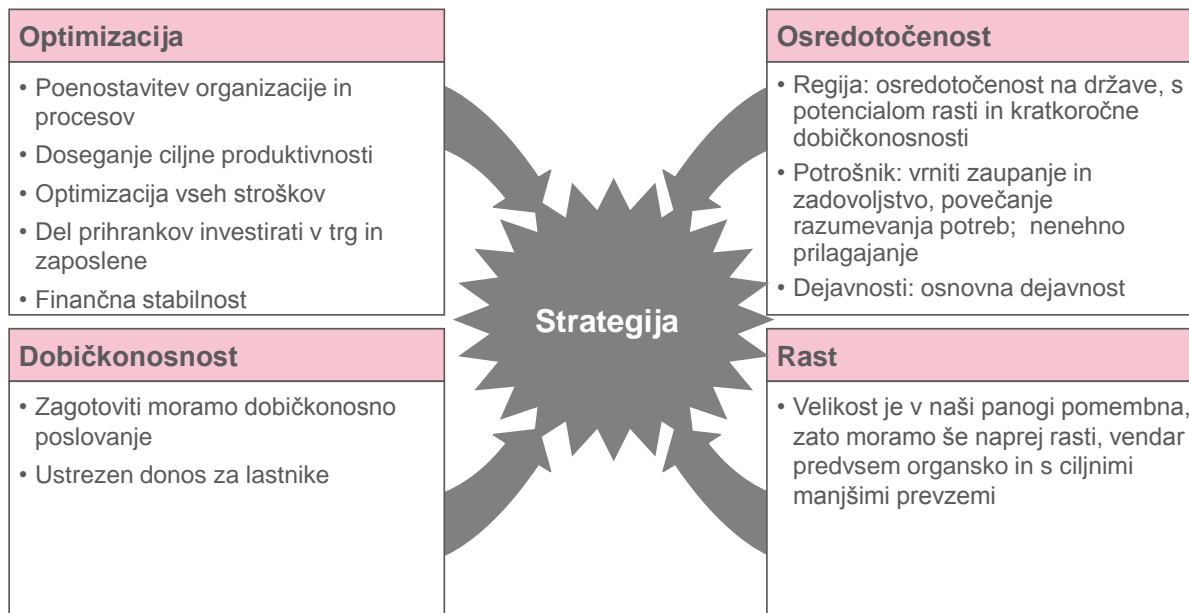 Optimizacija
• Poenostavitev organizacije in
procesov
• Doseganje ciljne produktivnosti
• Optimizacija vseh stroškov
• Del prihrankov investirati v trg in
zaposlene
• Finančna stabilnost
Osredotočenost
• Regija: osredotočenost na države, s
potencialom rasti in kratkoročne
dobičkonosnosti
• Potrošnik: vrniti zaupanje in
zadovoljstvo, povečanje
razumevanja potreb; nenehno
prilagajanje
• Dejavnosti: osnovna dejavnost
Strategija
Dobičkonosnost
• Zagotoviti moramo dobičkonosno
poslovanje
• Ustrezen donos za lastnike
Rast
• Velikost je v naši panogi pomembna,
zato moramo še naprej rasti, vendar
predvsem organsko in s ciljnimi
manjšimi prevzemi